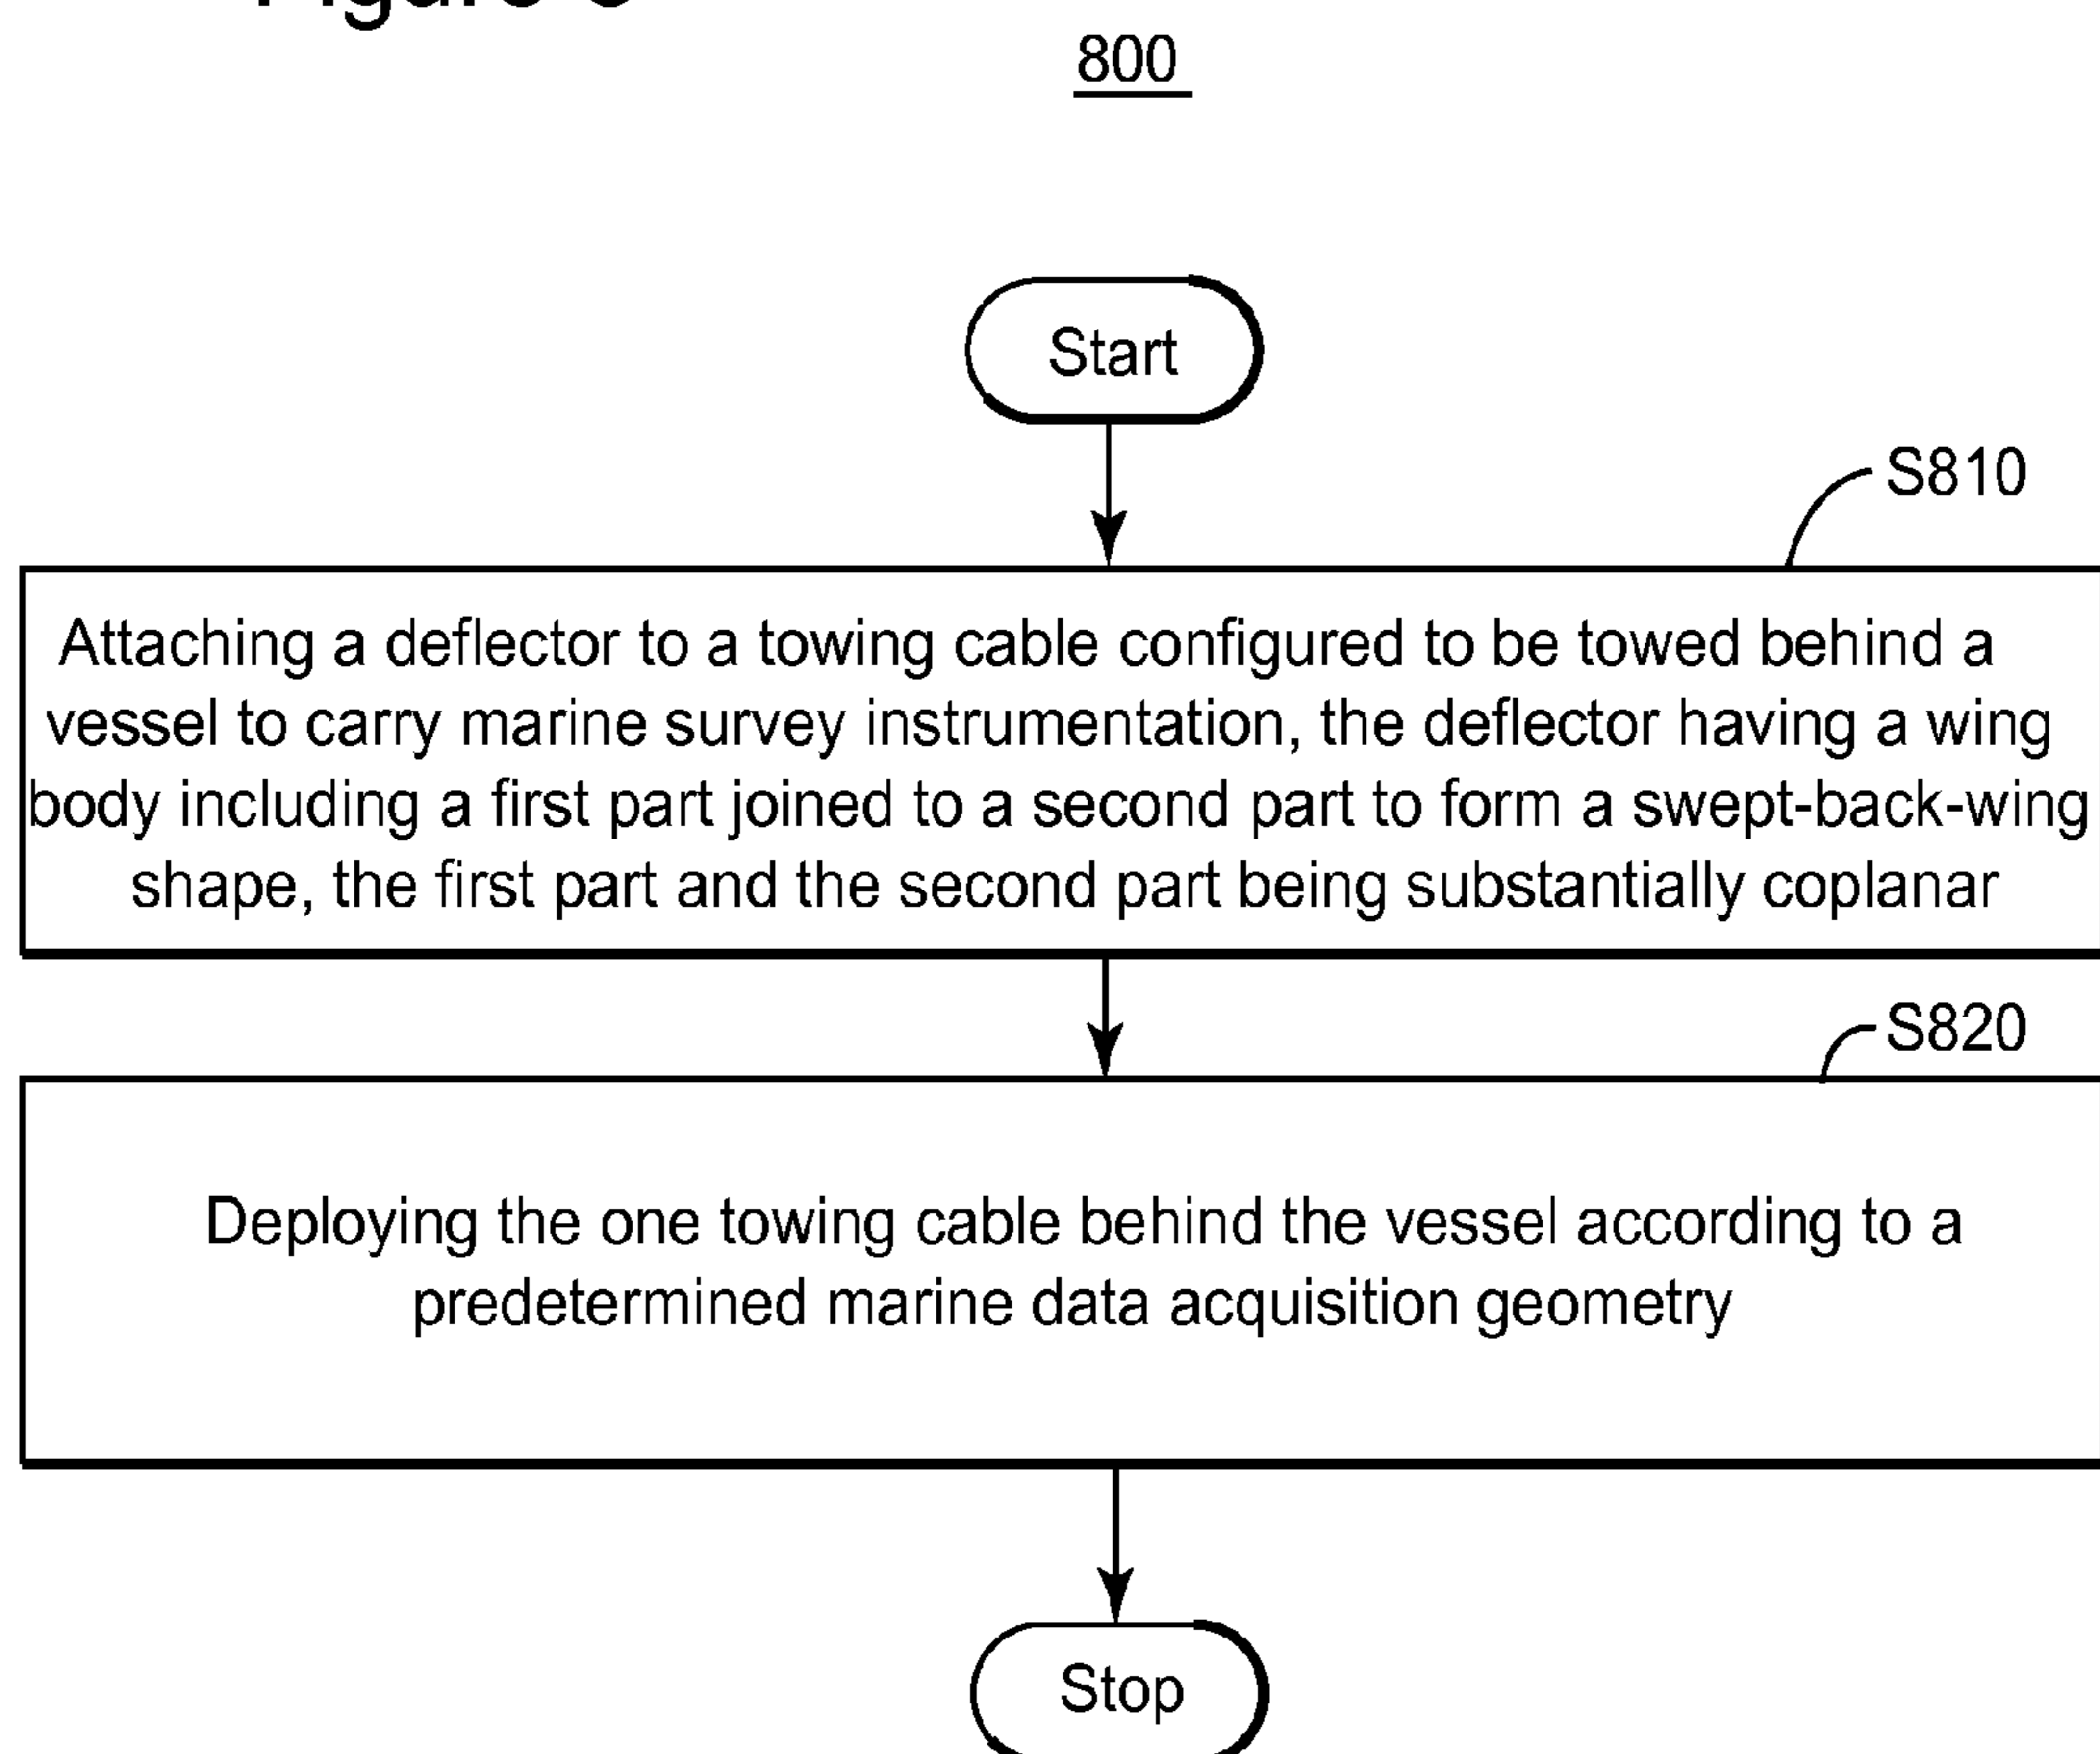 800
Start
S810
Attaching a deflector to a towing cable configured to be towed behind a
vessel to carry marine survey instrumentation, the deflector having a wing
body including a first part joined to a second part to form a swept-back-wing
shape, the first part and the second part being substantially coplanar
S820
Deploying the one towing cable behind the vessel according to a
predetermined marine data acquisition geometry
Stop